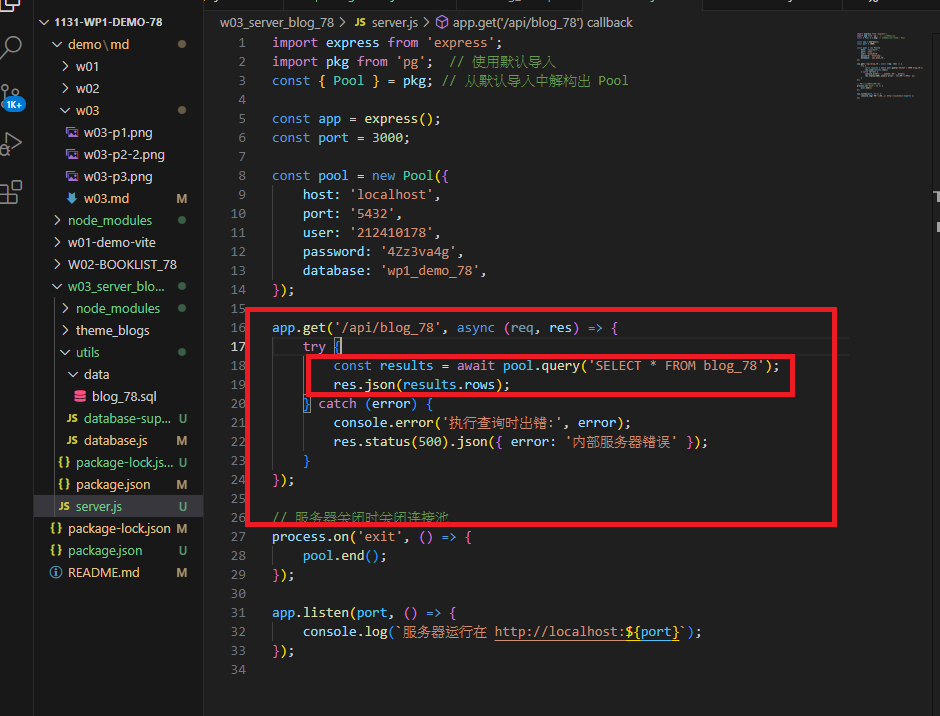 1131-WP1-DEMO-78
demo\md
w01
w02
w03
w03-p1.png
w03-p2-2.png
w03-p3.png
w03.md M
node_modules
w01-demo-vite
W02-BOOKLIST_78
w03_server_blo...
node_modules
theme_blogs
utils
data
blog_78.sql
JS database-sup... U
JS database.js M
{} package-lock.js... U
{} package.json M
JS server.js U
{} package-lock.json M
{} package.json U
README.md M
1K+
w03_server_blog_78 > JS server.js > app.get('/api/blog_78') callback
1 import express from 'express';
2 import pkg from 'pg';  // 使用默认导入
3 const { Pool } = pkg; // 从默认导入中解构出 Pool
4
5 const app = express();
6 const port = 3000;
7
8 const pool = new Pool({
9 host: 'localhost',
10 port: '5432',
11 user: '212410178',
12 password: '4Zz3va4g',
13 database: 'wp1_demo_78',
14 });
15
16 app.get('/api/blog_78', async (req, res) => {
17 try {
18 const results = await pool.query('SELECT * FROM blog_78');
19 res.json(results.rows);
20 } catch (error) {
21 console.error('执行查询时出错:', error);
22 res.status(500).json({ error: '内部服务器错误' });
23 }
24 });
25
26 // 服务器关闭时关闭连接池
27 process.on('exit', () => {
28 pool.end();
29 });
30
31 app.listen(port, () => {
32 console.log(`服务器运行在 http://localhost:${port}`);
33 });
34